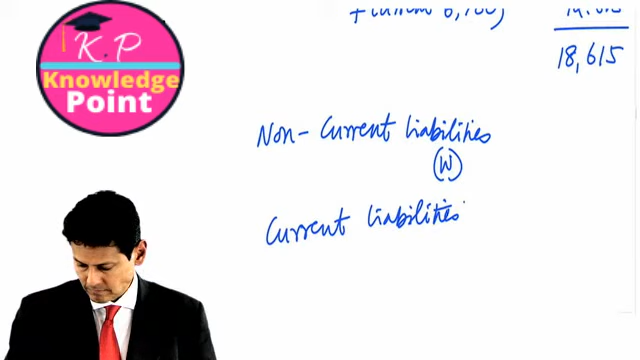 K.P
Knowledge
Point
18,615
Non-Current Liabilities
(W)
Current Liabilities